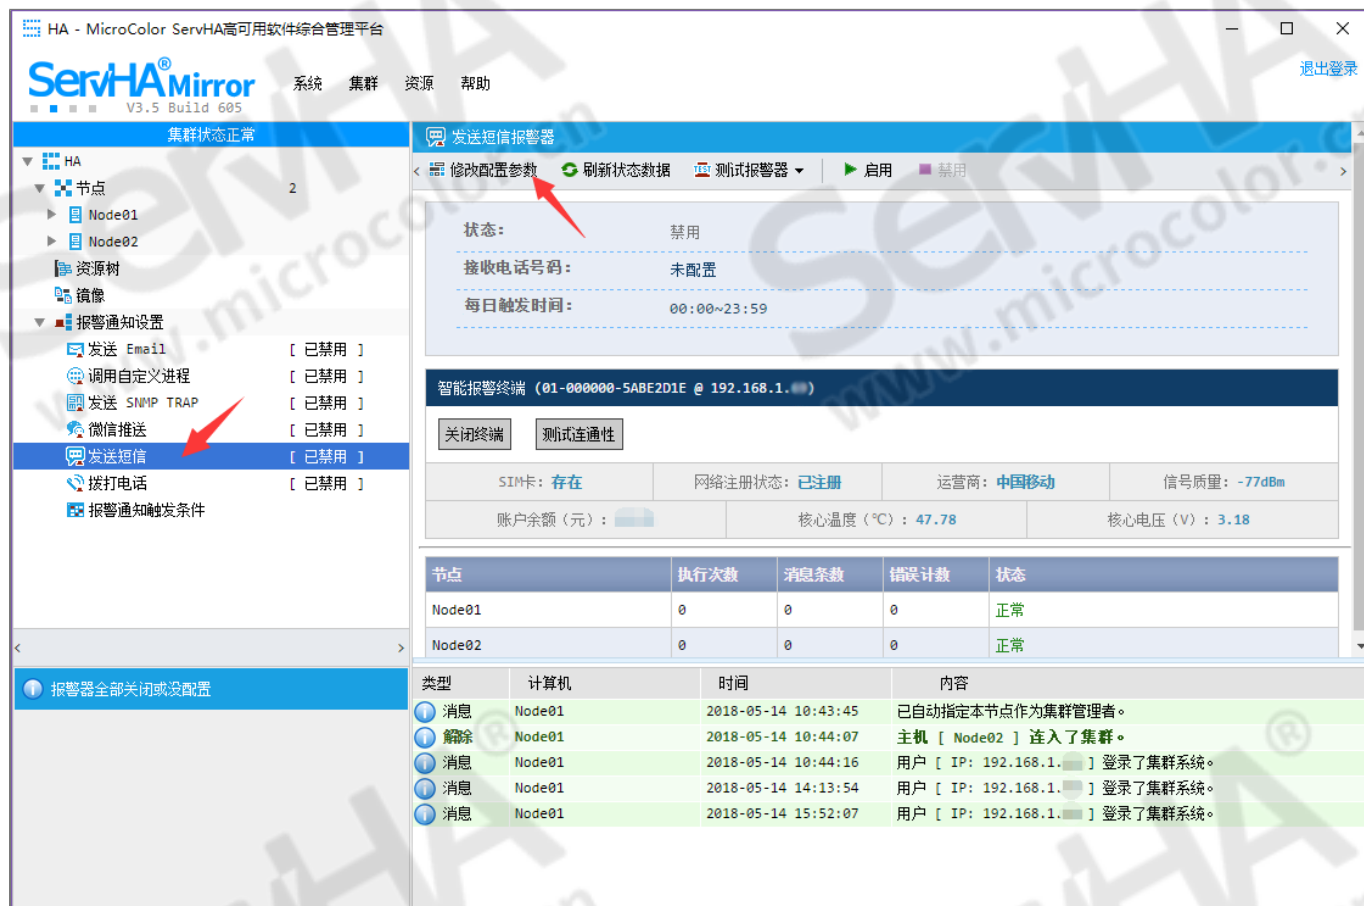 HA - MicroColor ServHA高可用软件综合管理平台
退出登录
ServHA® Mirror
V3.5 Build 605
系统 集群 资源 帮助
集群状态正常
HA
节点 2
Node01
Node02
资源树
镜像
报警通知设置
发送 Email [ 已禁用 ]
调用自定义进程 [ 已禁用 ]
发送 SNMP TRAP [ 已禁用 ]
微信推送 [ 已禁用 ]
发送短信 [ 已禁用 ]
拨打电话 [ 已禁用 ]
报警通知触发条件
报警器全部关闭或没配置
发送短信报警器
修改配置参数 刷新状态数据 TEST 测试报警器 启用 禁用
状态: 禁用
接收电话号码: 未配置
每日触发时间: 00:00~23:59
智能报警终端 (01-000000-5ABE2D1E @ 192.168.1. )
关闭终端 测试连通性
SIM卡: 存在 网络注册状态: 已注册 运营商: 中国移动 信号质量: -77dBm
账户余额（元）: 核心温度（℃）: 47.78 核心电压（V）: 3.18
节点 执行次数 消息条数 错误计数 状态
Node01 0 0 0 正常
Node02 0 0 0 正常
类型 计算机 时间 内容
消息 Node01 2018-05-14 10:43:45 已自动指定本节点作为集群管理者。
解除 Node01 2018-05-14 10:44:07 主机 [ Node02 ] 连入了集群。
消息 Node01 2018-05-14 10:44:16 用户 [ IP: 192.168.1. ] 登录了集群系统。
消息 Node01 2018-05-14 14:13:54 用户 [ IP: 192.168.1. ] 登录了集群系统。
消息 Node01 2018-05-14 15:52:07 用户 [ IP: 192.168.1. ] 登录了集群系统。
ServHA®
www.microcolor.cn